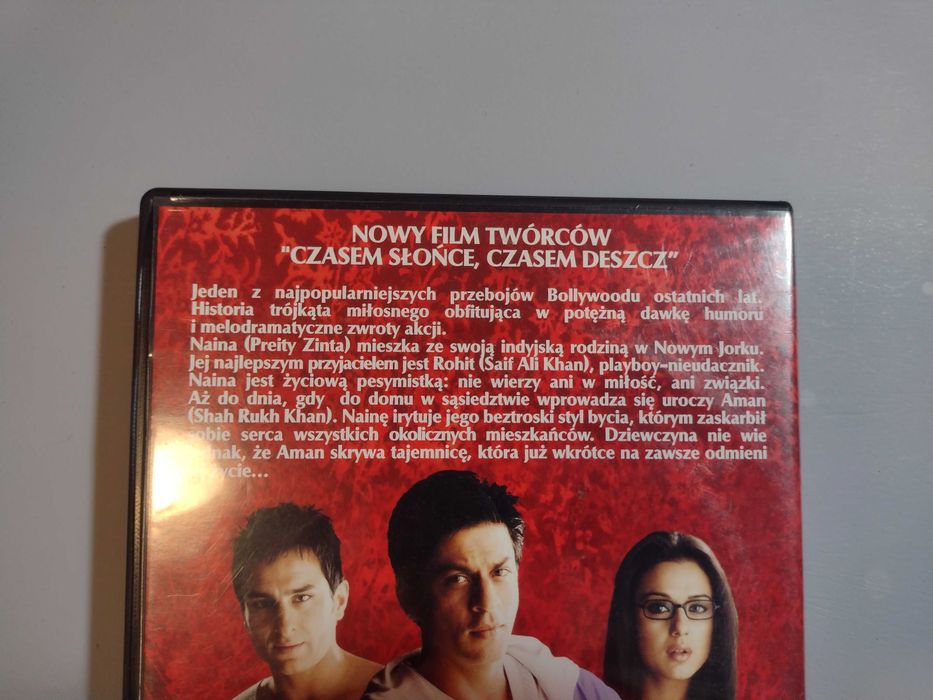 NOWY FILM TWÓRCÓW
"CZASEM SŁOŃCE, CZASEM DESZCZ"
Jeden z najpopularniejszych przebojów Bollywoodu ostatnich lat.
Historia trójkąta miłosnego obfitująca w potężną dawkę humoru
i melodramatyczne zwroty akcji.
Naina (Preity Zinta) mieszka ze swoją indyjską rodziną w Nowym Jorku.
Jej najlepszym przyjacielem jest Rohit (Saif Ali Khan), playboy-nieudacznik.
Naina jest życiową pesymistką: nie wierzy ani w miłość, ani związki.
Aż do dnia, gdy do domu w sąsiedztwie wprowadza się uroczy Aman
(Shah Rukh Khan). Nainę irytuje jego beztroski styl bycia, którym zaskarbił
sobie serca wszystkich okolicznych mieszkańców. Dziewczyna nie wie
jednak, że Aman skrywa tajemnicę, która już wkrótce na zawsze odmieni
życie...